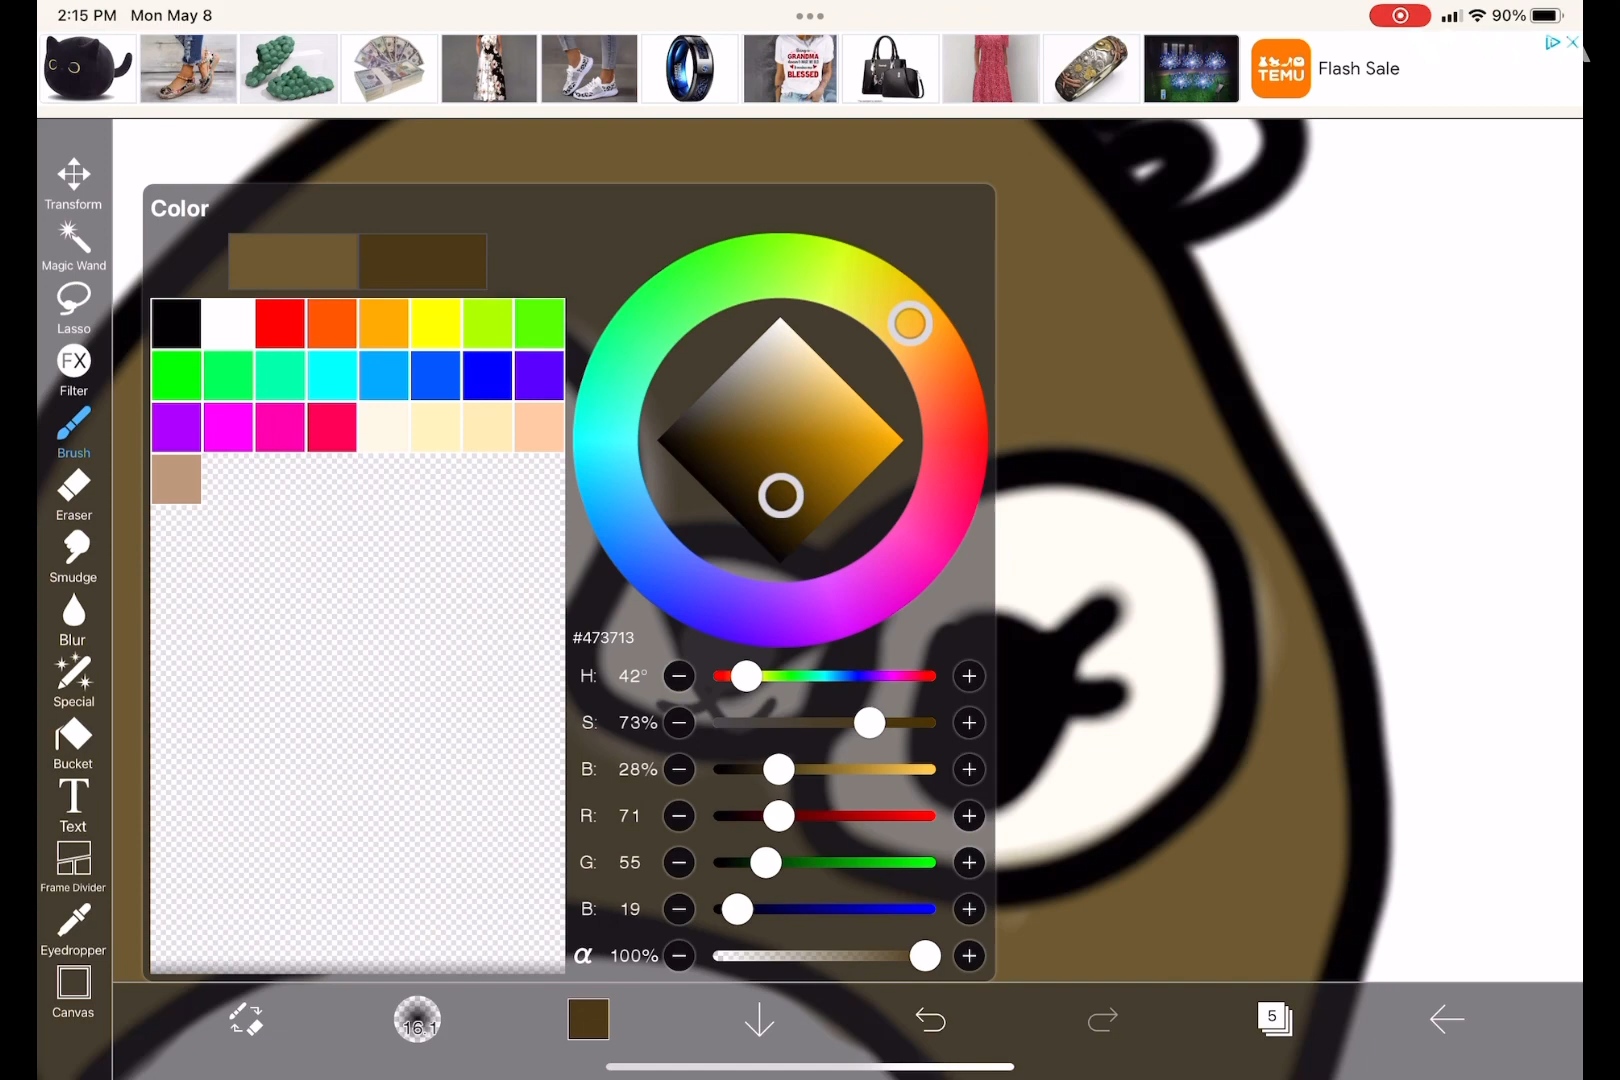 2:15 PM Mon May 8
90%
GRANDMA
BLESSED
TEMU
Flash Sale
Transform
Magic Wand
Lasso
FX
Filter
Brush
Eraser
Smudge
Blur
Special
Bucket
T
Text
Frame Divider
Eyedropper
Canvas
Color
#473713
H: 42°
S: 73%
B: 28%
R: 71
G: 55
B: 19
α 100%
16.1
5